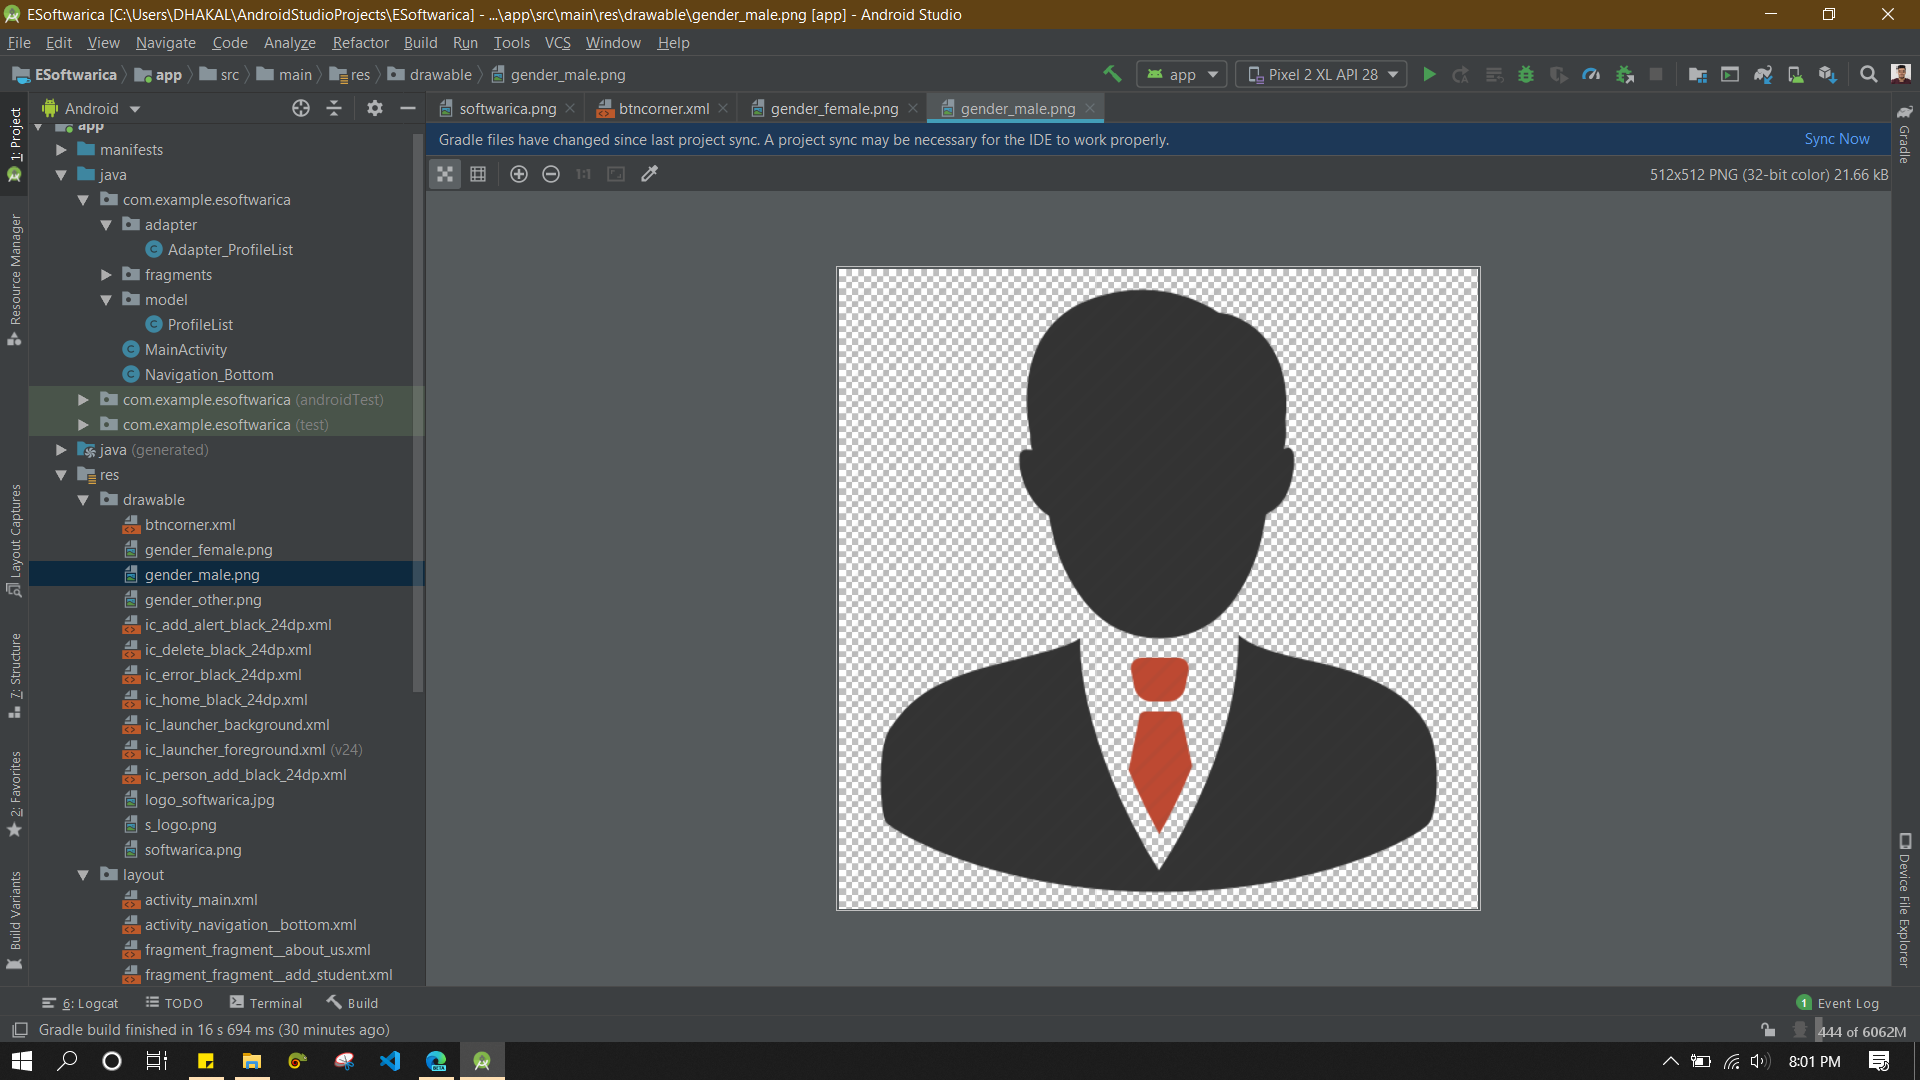 ESoftwarica [C:\Users\DHAKAL\AndroidStudioProjects\ESoftwarica] - ...\app\src\main\res\drawable\gender_male.png [app] - Android Studio
File Edit View Navigate Code Analyze Refactor Build Run Tools VCS Window Help
ESoftwarica app src main res drawable gender_male.png
app Pixel 2 XL API 28
Android
softwarica.png btncorner.xml gender_female.png gender_male.png
Gradle files have changed since last project sync. A project sync may be necessary for the IDE to work properly.
Sync Now
1:1
512x512 PNG (32-bit color) 21.66 kB
app
manifests
java
com.example.esoftwarica
adapter
Adapter_ProfileList
fragments
model
ProfileList
MainActivity
Navigation_Bottom
com.example.esoftwarica (androidTest)
com.example.esoftwarica (test)
java (generated)
res
drawable
btncorner.xml
gender_female.png
gender_male.png
gender_other.png
ic_add_alert_black_24dp.xml
ic_delete_black_24dp.xml
ic_error_black_24dp.xml
ic_home_black_24dp.xml
ic_launcher_background.xml
ic_launcher_foreground.xml (v24)
ic_person_add_black_24dp.xml
logo_softwarica.jpg
s_logo.png
softwarica.png
layout
activity_main.xml
activity_navigation__bottom.xml
fragment_fragment__about_us.xml
fragment_fragment__add_student.xml
1: Project
Resource Manager
Layout Captures
7: Structure
2: Favorites
Build Variants
Gradle
Device File Explorer
6: Logcat TODO Terminal Build
1 Event Log
Gradle build finished in 16 s 694 ms (30 minutes ago)
444 of 6062M
BETA
8:01 PM